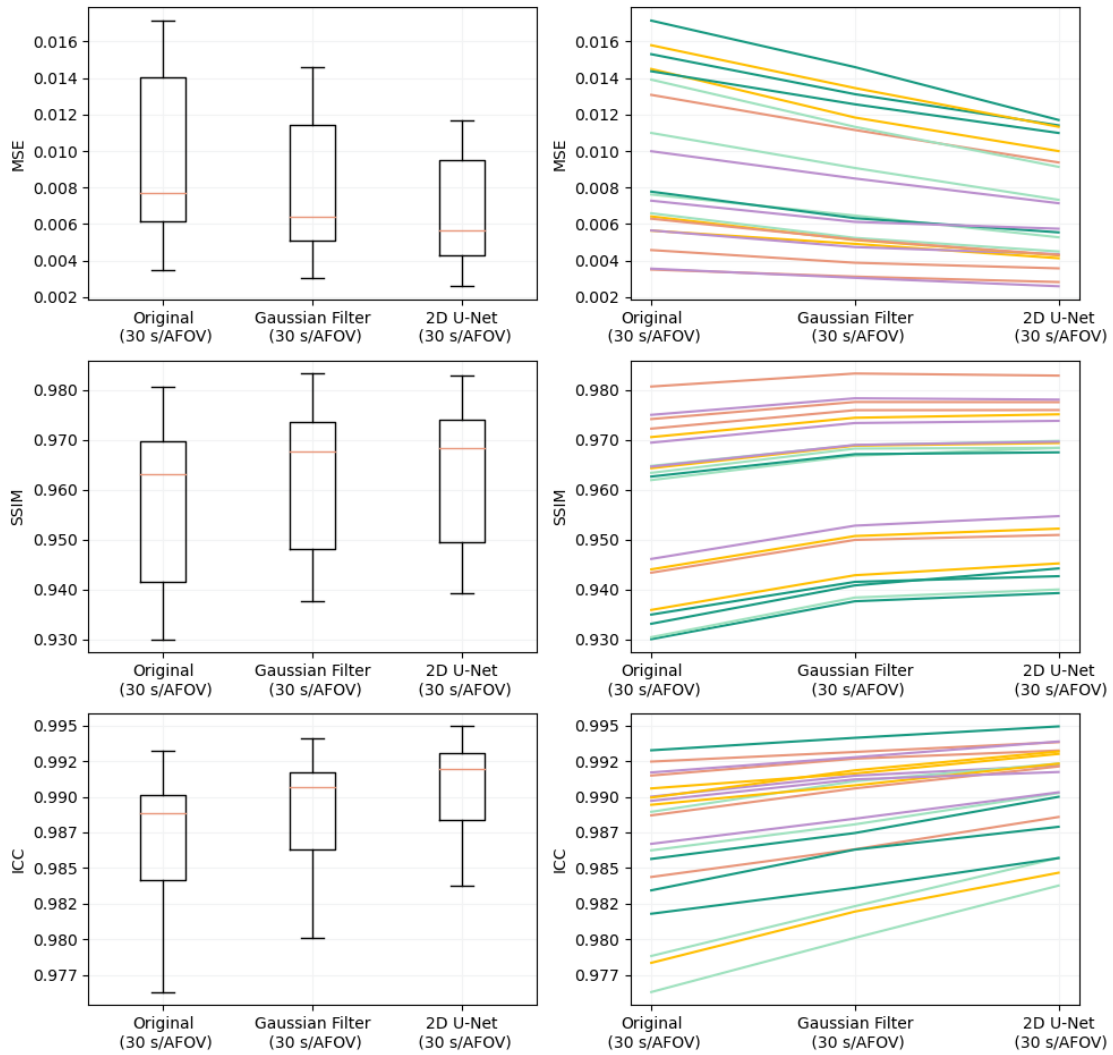 0.016
0.014
0.012
0.010
0.008
0.006
0.004
0.002
MSE
Original
(30 s/AFOV)
Gaussian Filter
(30 s/AFOV)
2D U-Net
(30 s/AFOV)
0.016
0.014
0.012
0.010
0.008
0.006
0.004
0.002
MSE
Original
(30 s/AFOV)
Gaussian Filter
(30 s/AFOV)
2D U-Net
(30 s/AFOV)
0.980
0.970
0.960
0.950
0.940
0.930
SSIM
Original
(30 s/AFOV)
Gaussian Filter
(30 s/AFOV)
2D U-Net
(30 s/AFOV)
0.980
0.970
0.960
0.950
0.940
0.930
SSIM
Original
(30 s/AFOV)
Gaussian Filter
(30 s/AFOV)
2D U-Net
(30 s/AFOV)
0.995
0.992
0.990
0.987
0.985
0.982
0.980
0.977
ICC
Original
(30 s/AFOV)
Gaussian Filter
(30 s/AFOV)
2D U-Net
(30 s/AFOV)
0.995
0.992
0.990
0.987
0.985
0.982
0.980
0.977
ICC
Original
(30 s/AFOV)
Gaussian Filter
(30 s/AFOV)
2D U-Net
(30 s/AFOV)